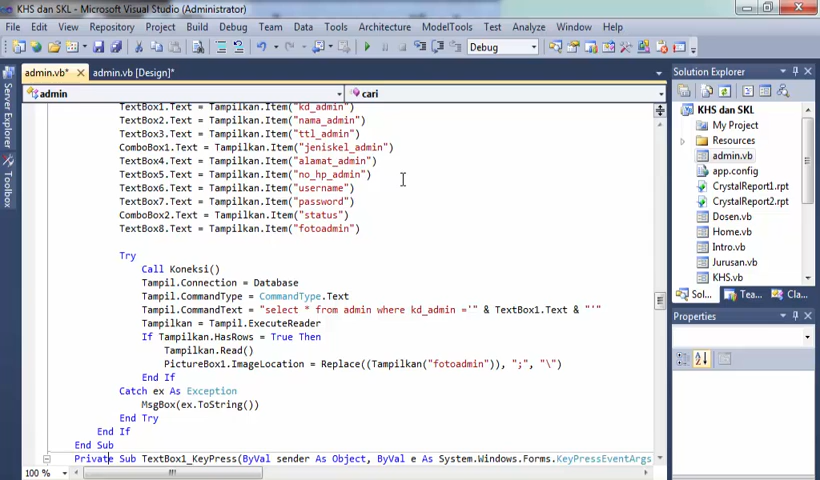 KHS dan SKL - Microsoft Visual Studio (Administrator)
File Edit View Repository Project Build Debug Team Data Tools Architecture ModelTools Test Analyze Window Help
Debug
admin.vb* admin.vb [Design]*
Solution Explorer
admin cari
TextBox1.Text = Tampilkan.Item("kd_admin")
TextBox2.Text = Tampilkan.Item("nama_admin")
TextBox3.Text = Tampilkan.Item("ttl_admin")
ComboBox1.Text = Tampilkan.Item("jeniskel_admin")
TextBox4.Text = Tampilkan.Item("alamat_admin")
TextBox5.Text = Tampilkan.Item("no_hp_admin")
TextBox6.Text = Tampilkan.Item("username")
TextBox7.Text = Tampilkan.Item("password")
ComboBox2.Text = Tampilkan.Item("status")
TextBox8.Text = Tampilkan.Item("fotoadmin")
Try
Call Koneksi()
Tampil.Connection = Database
Tampil.CommandType = CommandType.Text
Tampil.CommandText = "select * from admin where kd_admin ='" & TextBox1.Text & "'"
Tampilkan = Tampil.ExecuteReader
If Tampilkan.HasRows = True Then
Tampilkan.Read()
PictureBox1.ImageLocation = Replace((Tampilkan("fotoadmin")), ";", "\")
End If
Catch ex As Exception
MsgBox(ex.ToString())
End Try
End If
End Sub
Private Sub TextBox1_KeyPress(ByVal sender As Object, ByVal e As System.Windows.Forms.KeyPressEventArgs
100 %
Server Explorer
Toolbox
KHS dan SKL
My Project
Resources
admin.vb
app.config
CrystalReport1.rpt
CrystalReport2.rpt
Dosen.vb
Home.vb
Intro.vb
Jurusan.vb
KHS.vb
Sol... Tea... Cla...
Properties